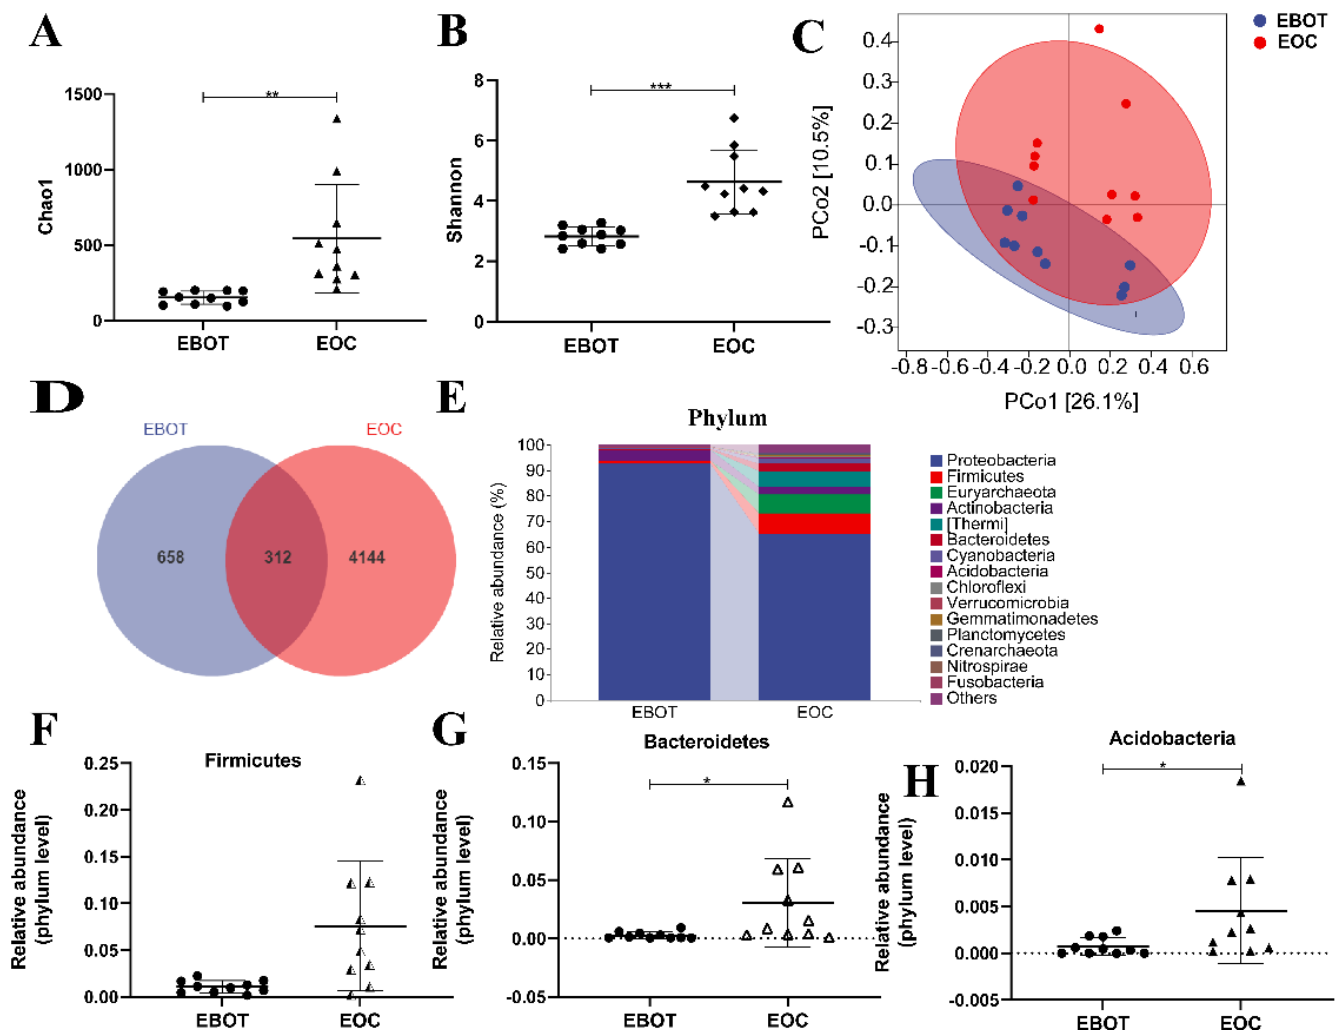 A
Chao1
1500
1000
500
0
**
EBOT
EOC
B
Shannon
8
6
4
2
0
***
EBOT
EOC
C
EBOT
EOC
PCo2 [10.5%]
0.4
0.3
0.2
0.1
0.0
-0.1
-0.2
-0.3
-0.8 -0.6 -0.4 -0.2 0.0 0.2 0.4 0.6
PCo1 [26.1%]
D
EBOT
EOC
658
312
4144
E
Phylum
Relative abundance (%)
100
90
80
70
60
50
40
30
20
10
0
EBOT
EOC
Proteobacteria
Firmicutes
Euryarchaeota
Actinobacteria
[Thermi]
Bacteroidetes
Cyanobacteria
Acidobacteria
Chloroflexi
Verrucomicrobia
Gemmatimonadetes
Planctomycetes
Crenarchaeota
Nitrospirae
Fusobacteria
Others
F
Firmicutes
Relative abundance
(phylum level)
0.25
0.20
0.15
0.10
0.05
0.00
EBOT
EOC
G
Bacteroidetes
Relative abundance
(phylum level)
0.15
0.10
0.05
0.00
-0.05
*
EBOT
EOC
H
Acidobacteria
Relative abundance
(phylum level)
0.020
0.015
0.010
0.005
0.000
-0.005
*
EBOT
EOC